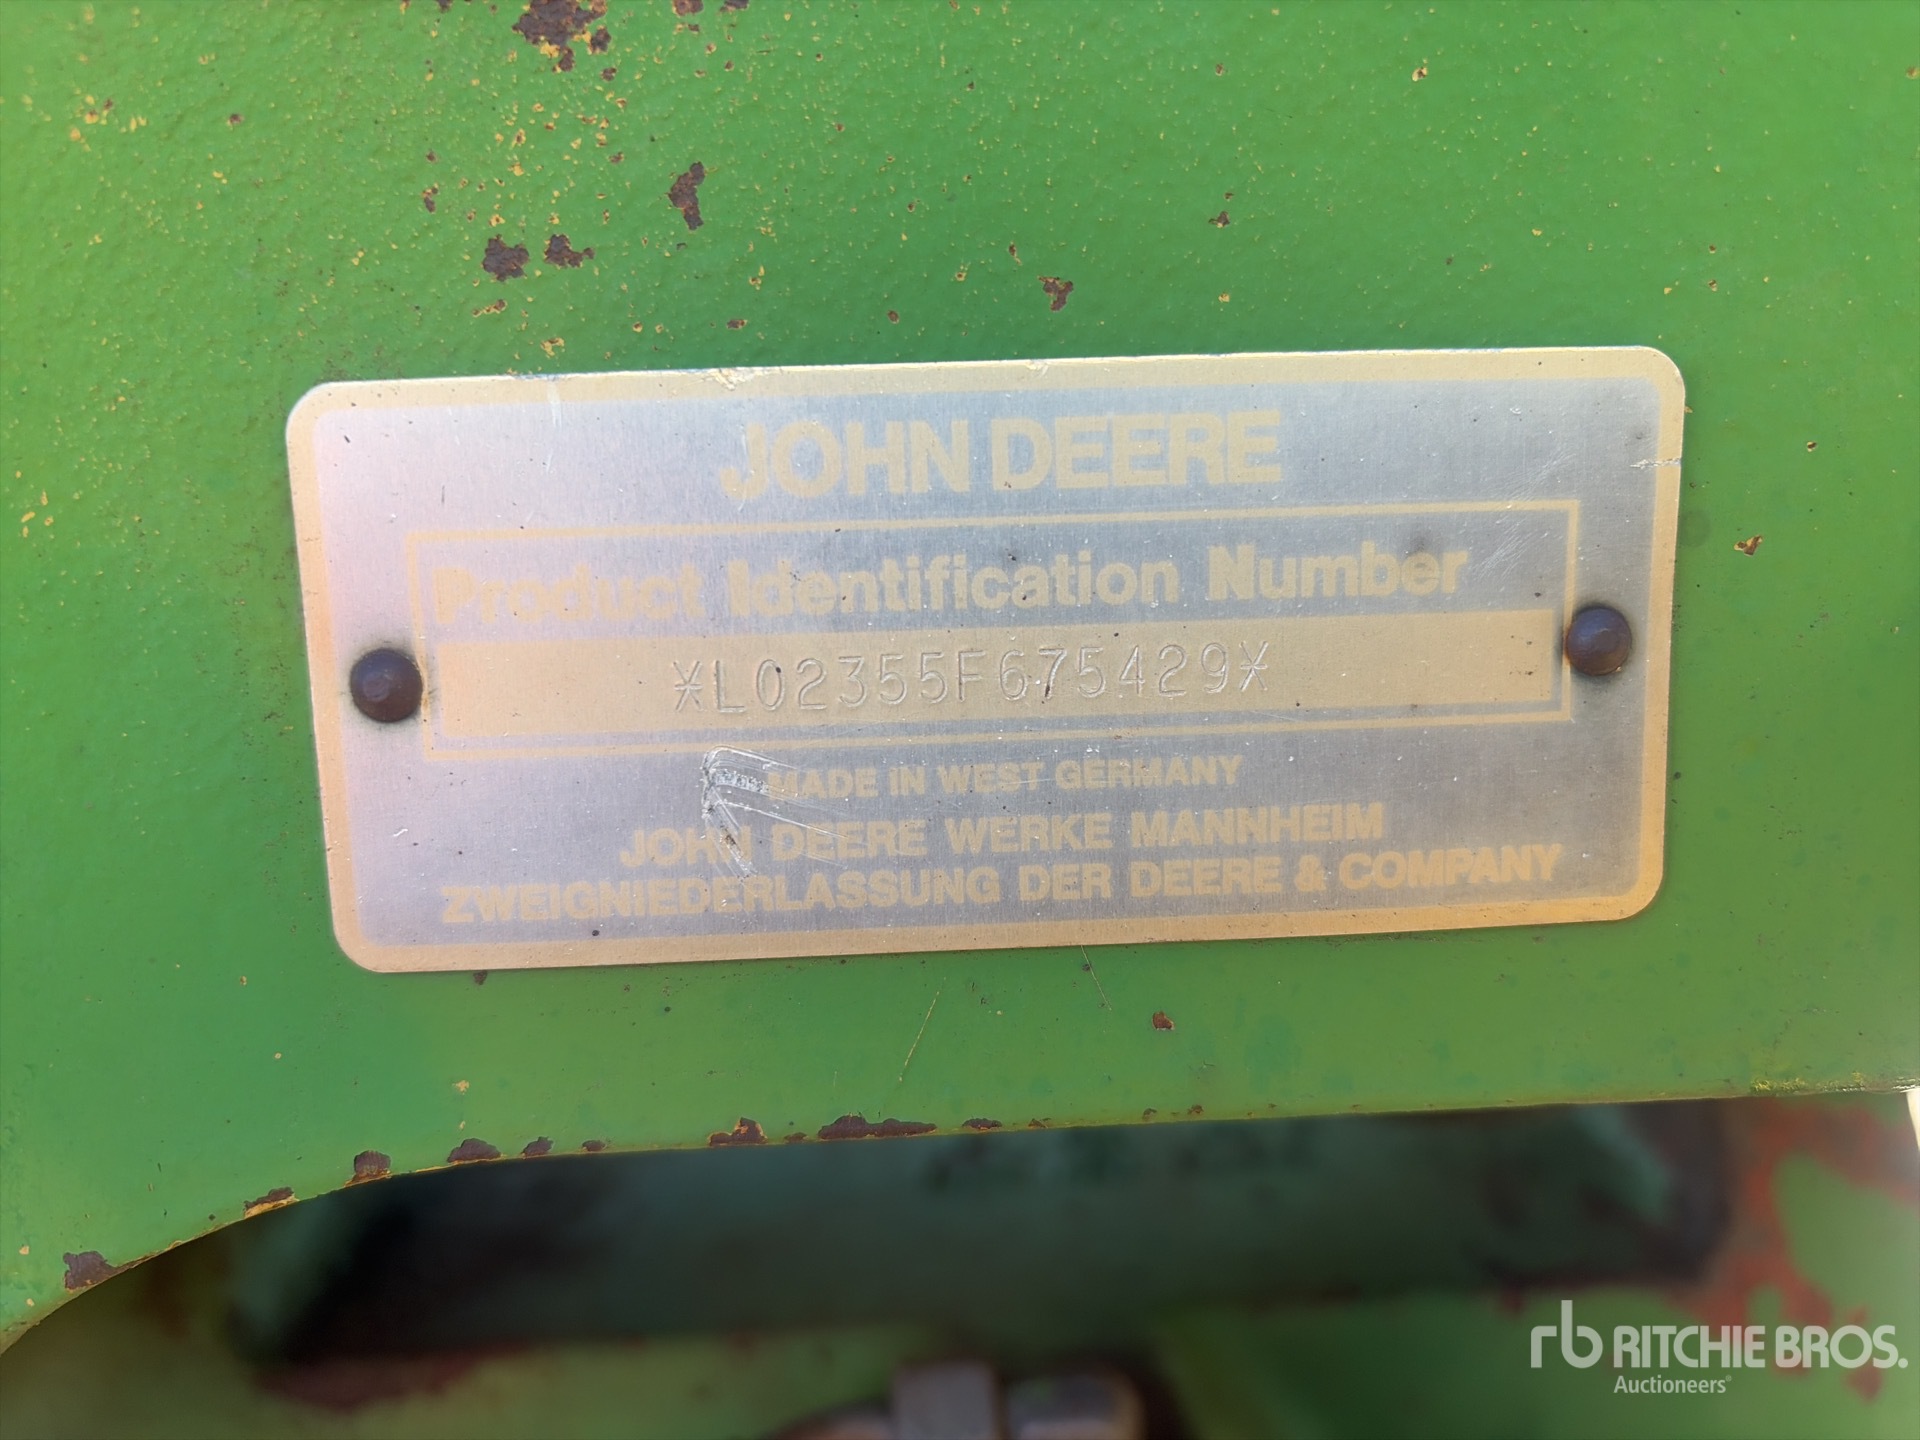 JOHN DEERE
Product Identification Number
*L02355F675429*
MADE IN WEST GERMANY
JOHN DEERE WERKE MANNHEIM
ZWEIGNIEDERLASSUNG DER DEERE & COMPANY
rb RITCHIE BROS.
Auctioneers®